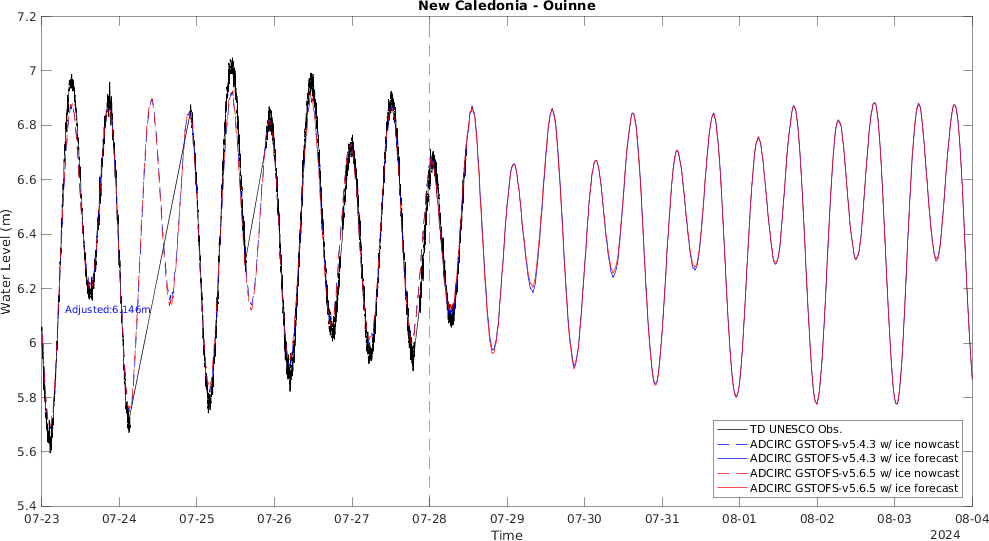 New Caledonia - Ouinne
7.2
7
6.8
6.6
6.4
6.2
6
5.8
5.6
5.4
Water Level (m)
Adjusted:6.146m
TD UNESCO Obs.
ADCIRC GSTOFS-v5.4.3 w/ ice nowcast
ADCIRC GSTOFS-v5.4.3 w/ ice forecast
ADCIRC GSTOFS-v5.6.5 w/ ice nowcast
ADCIRC GSTOFS-v5.6.5 w/ ice forecast
07-23 07-24 07-25 07-26 07-27 07-28 07-29 07-30 07-31 08-01 08-02 08-03 08-04
Time
2024